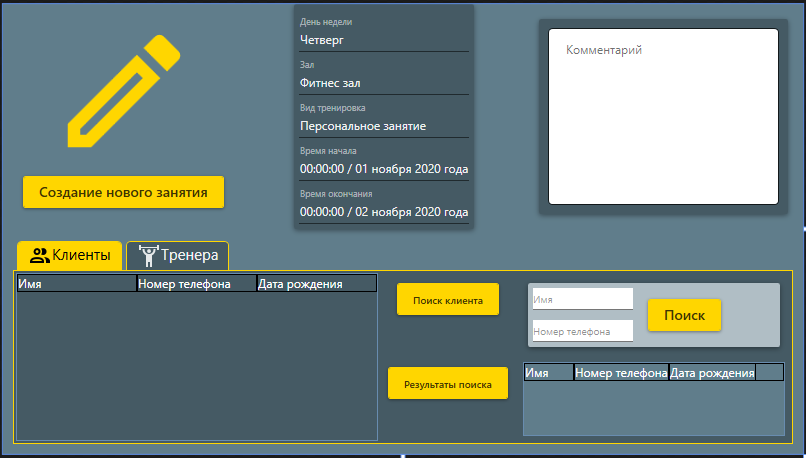 День недели
Четверг
Зал
Фитнес зал
Вид тренировка
Персональное занятие
Время начала
00:00:00 / 01 ноября 2020 года
Время окончания
00:00:00 / 02 ноября 2020 года
Комментарий
Создание нового занятия
Клиенты
Тренера
Имя Номер телефона Дата рождения
Поиск клиента
Имя
Номер телефона
Поиск
Результаты поиска
Имя Номер телефона Дата рождения